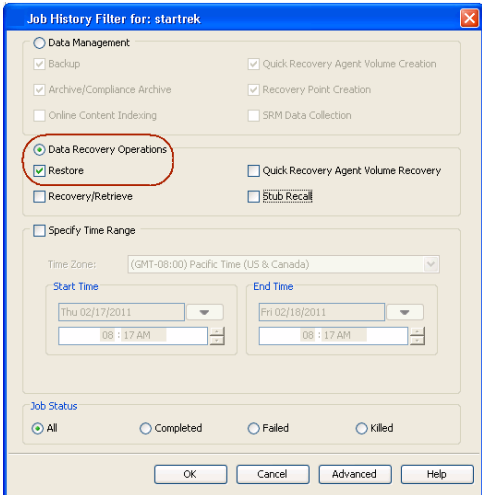 Job History Filter for: startrek
Data Management
Backup
Quick Recovery Agent Volume Creation
Archive/Compliance Archive
Recovery Point Creation
Online Content Indexing
SRM Data Collection
Data Recovery Operations
Restore
Quick Recovery Agent Volume Recovery
Recovery/Retrieve
Stub Recall
Specify Time Range
Time Zone: (GMT-08:00) Pacific Time (US & Canada)
Start Time
End Time
Thu 02/17/2011
Fri 02/18/2011
08 : 17 AM
08 : 17 AM
Job Status
All
Completed
Failed
Killed
OK
Cancel
Advanced
Help